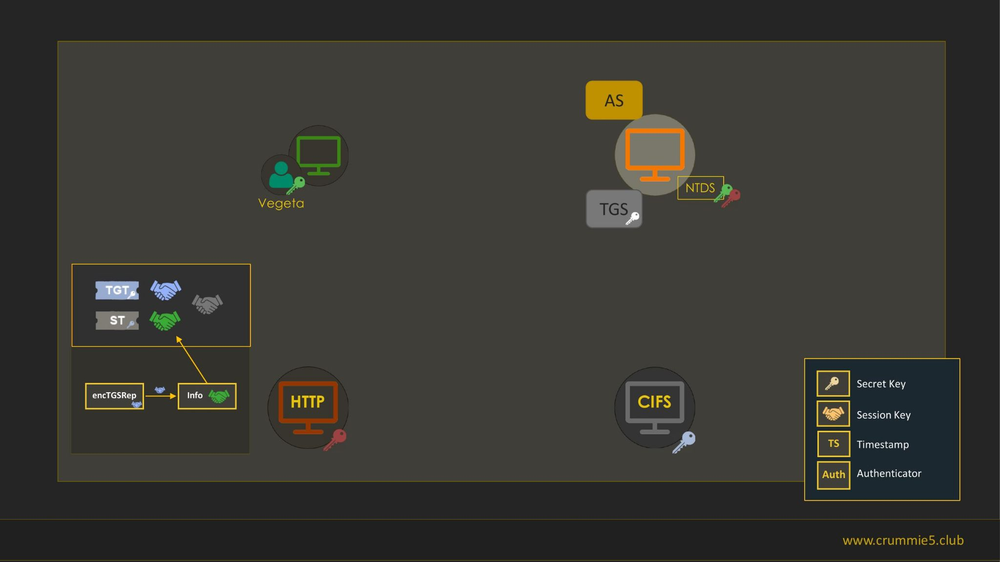 AS
NTDS
Vegeta
TGS
TGT
ST
encTGSRep
Info
HTTP
CIFS
Secret Key
Session Key
TS
Timestamp
Auth
Authenticator
www.crummie5.club